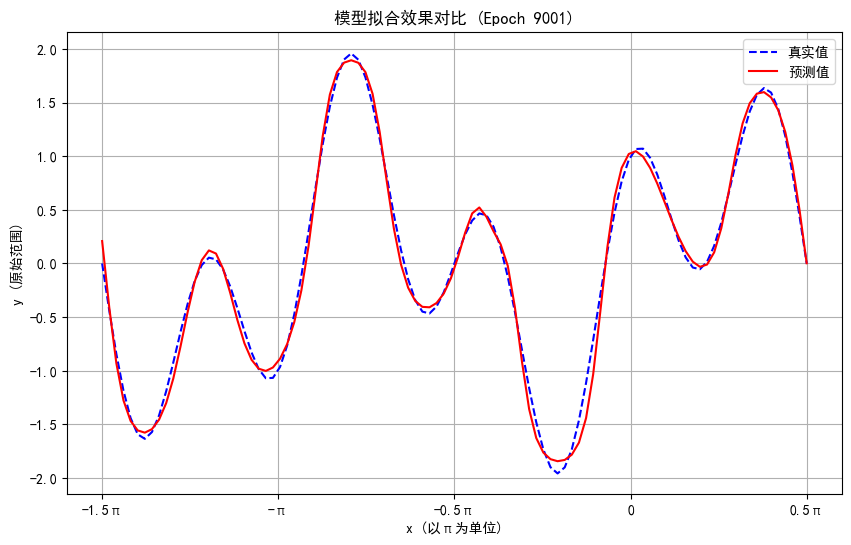 模型拟合效果对比 (Epoch 9001)
真实值
预测值
y (原始范围)
2.0
1.5
1.0
0.5
0.0
-0.5
-1.0
-1.5
-2.0
-1.5π
-π
-0.5π
0
0.5π
x (以π为单位)